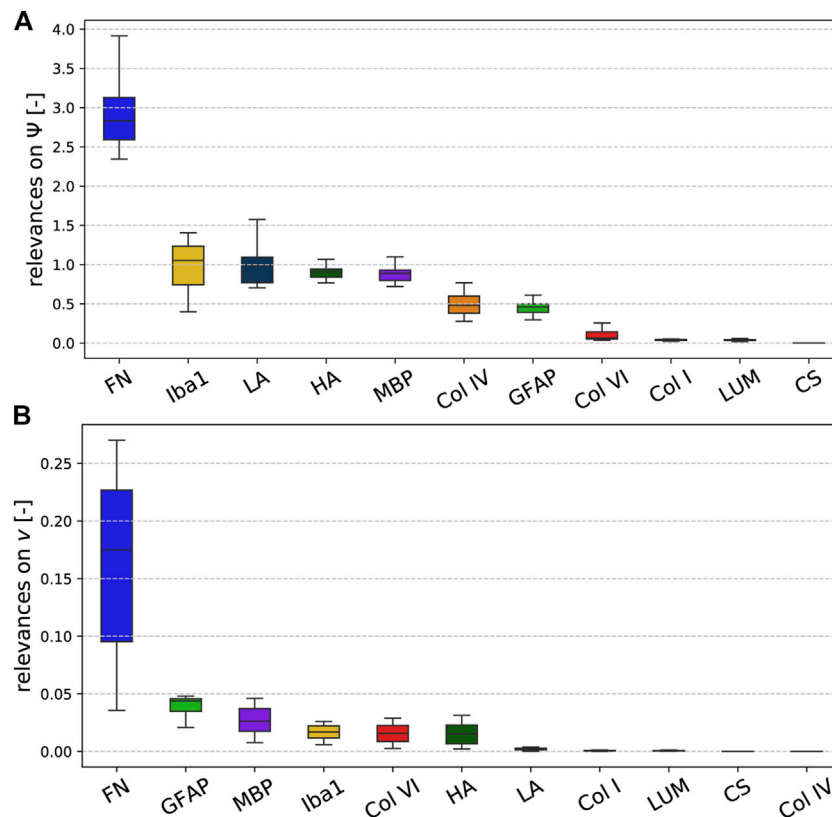 A
relevances on Ψ [-]
4.0
3.5
3.0
2.5
2.0
1.5
1.0
0.5
0.0
FN Iba1 LA HA MBP Col IV GFAP Col VI Col I LUM CS
B
relevances on ν [-]
0.25
0.20
0.15
0.10
0.05
0.00
FN GFAP MBP Iba1 Col VI HA LA Col I LUM CS Col IV